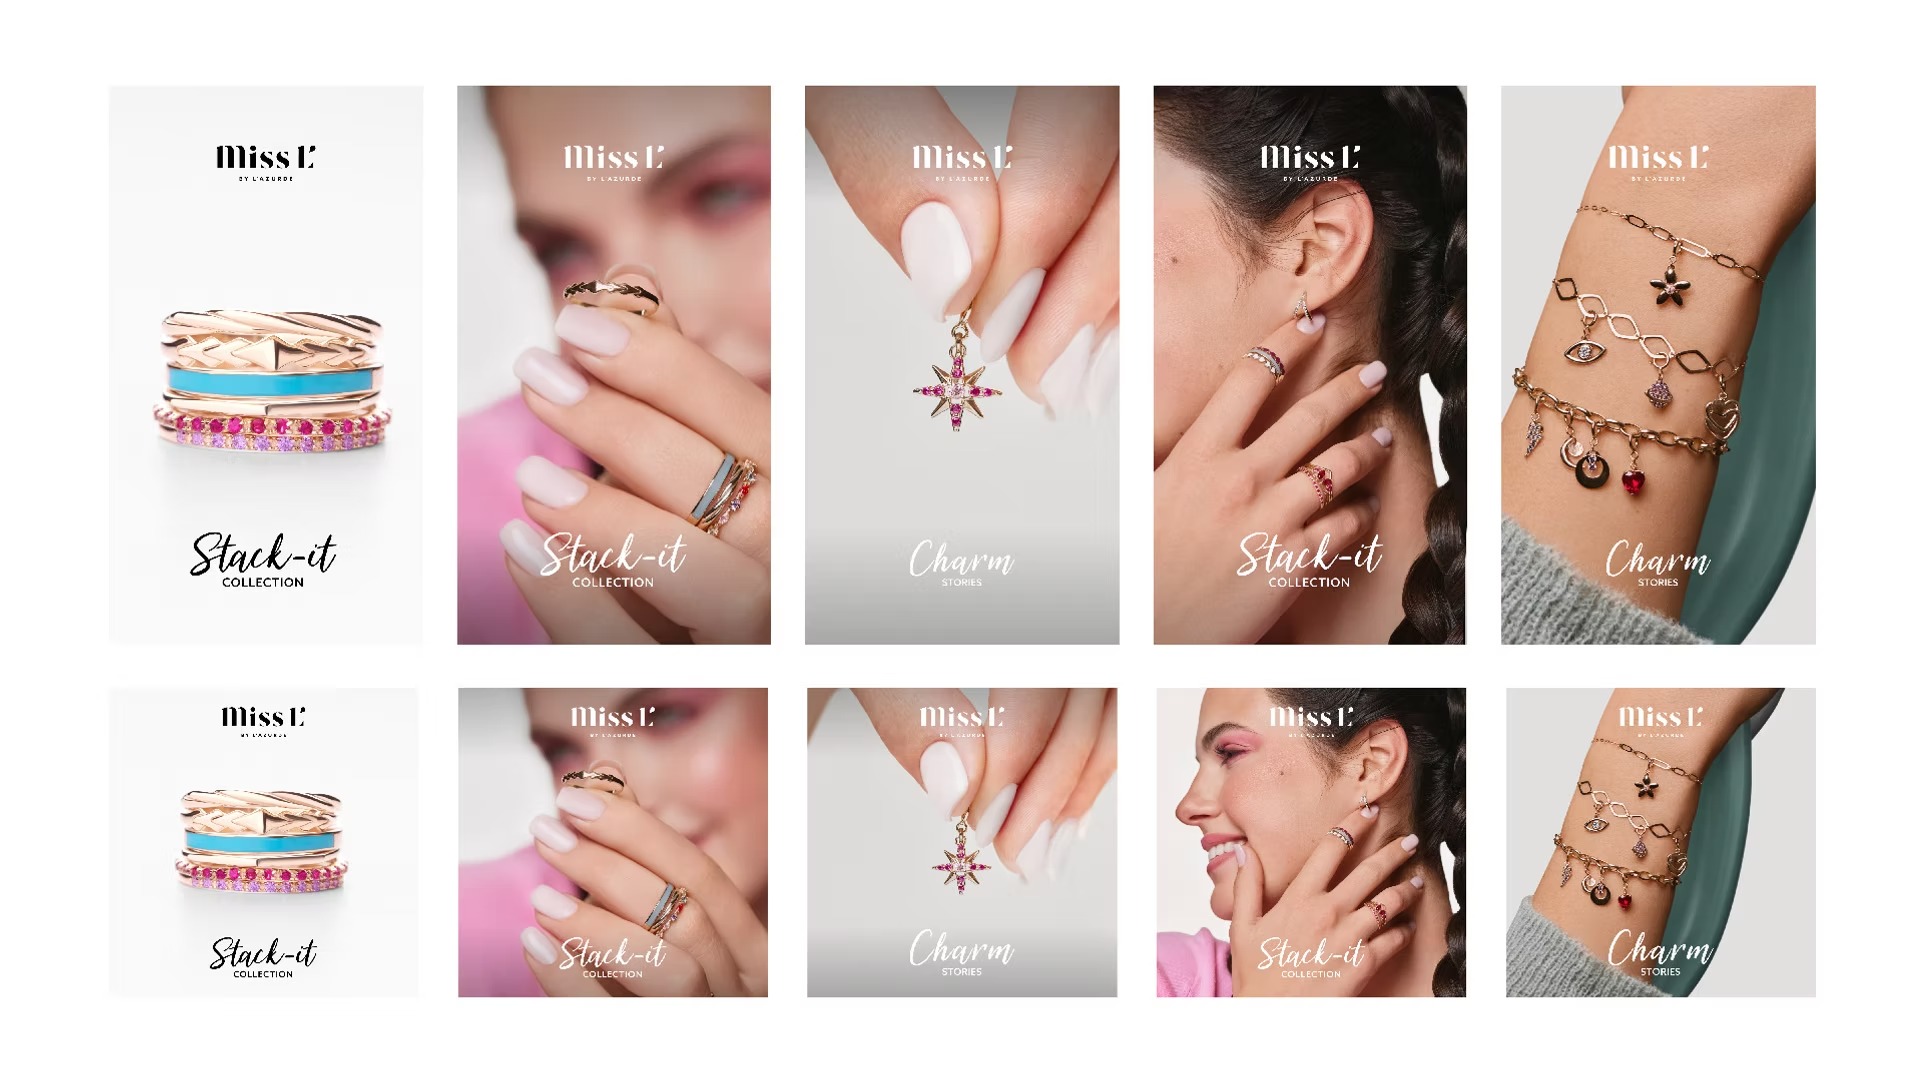 Miss L'
BY L'AZURDE
Stack-it
COLLECTION
Miss L'
BY L'AZURDE
Stack-it
COLLECTION
Miss L'
BY L'AZURDE
Charm
STORIES
Miss L'
BY L'AZURDE
Stack-it
COLLECTION
Miss L'
BY L'AZURDE
Charm
STORIES
Miss L'
BY L'AZURDE
Stack-it
COLLECTION
Miss L'
BY L'AZURDE
Stack-it
COLLECTION
Miss L'
BY L'AZURDE
Charm
STORIES
Miss L'
BY L'AZURDE
Stack-it
COLLECTION
Miss L'
BY L'AZURDE
Charm
STORIES